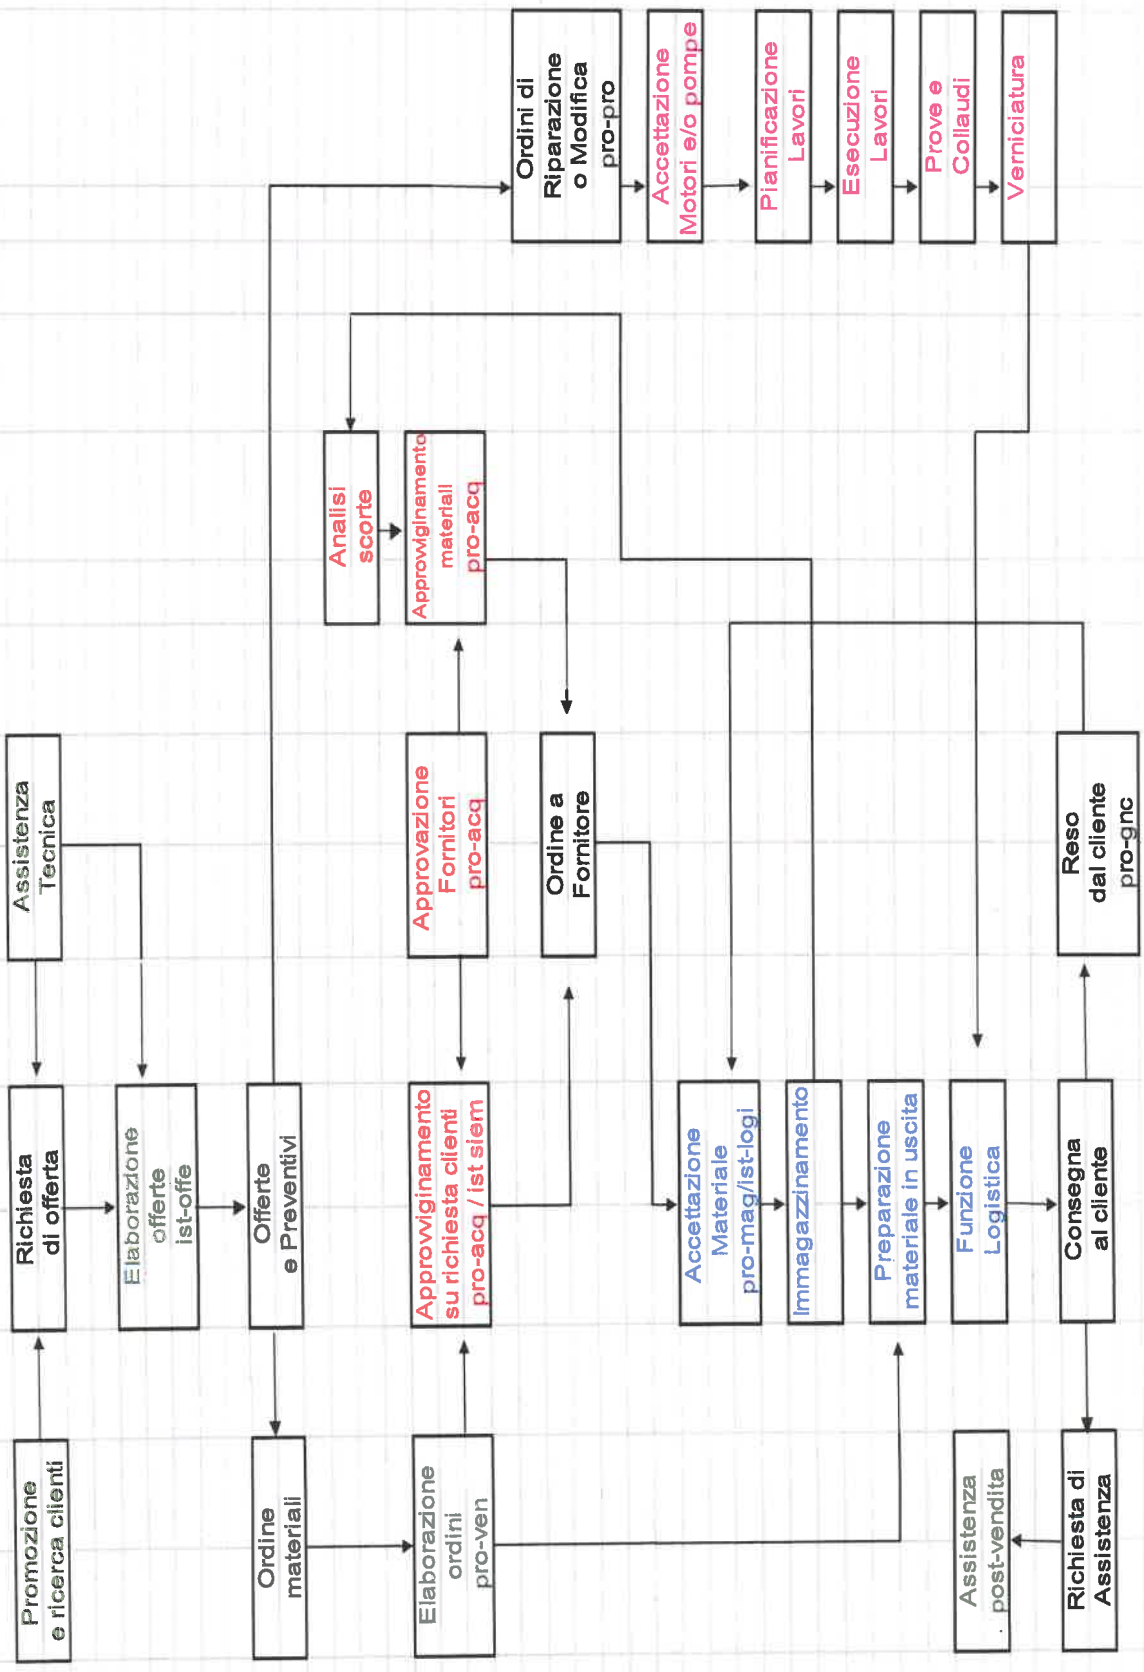 Promozione
e ricerca clienti
Richiesta
di offerta
Assistenza
Tecnica
Elaborazione
offerte
ist-offe
Ordine
materiali
Offerte
e Preventivi
Elaborazione
ordini
pro-ven
Approvviginamento
su richiesta clienti
pro-acq / ist siem
Approvazione
Fornitori
pro-acq
Analisi
scorte
Approvviginamento
materiali
pro-acq
Ordine a
Fornitore
Ordini di
Riparazione
o Modifica
pro-pro
Accettazione
Motori e/o pompe
Pianificazione
Lavori
Esecuzione
Lavori
Prove e
Collaudi
Verniciatura
Accettazione
Materiale
pro-mag/ist-logi
Immagazzinamento
Preparazione
materiale in uscita
Funzione
Logistica
Assistenza
. post-vendita
Richiesta di
Assistenza
Consegna
al cliente
Reso
dal cliente
pro-gnc